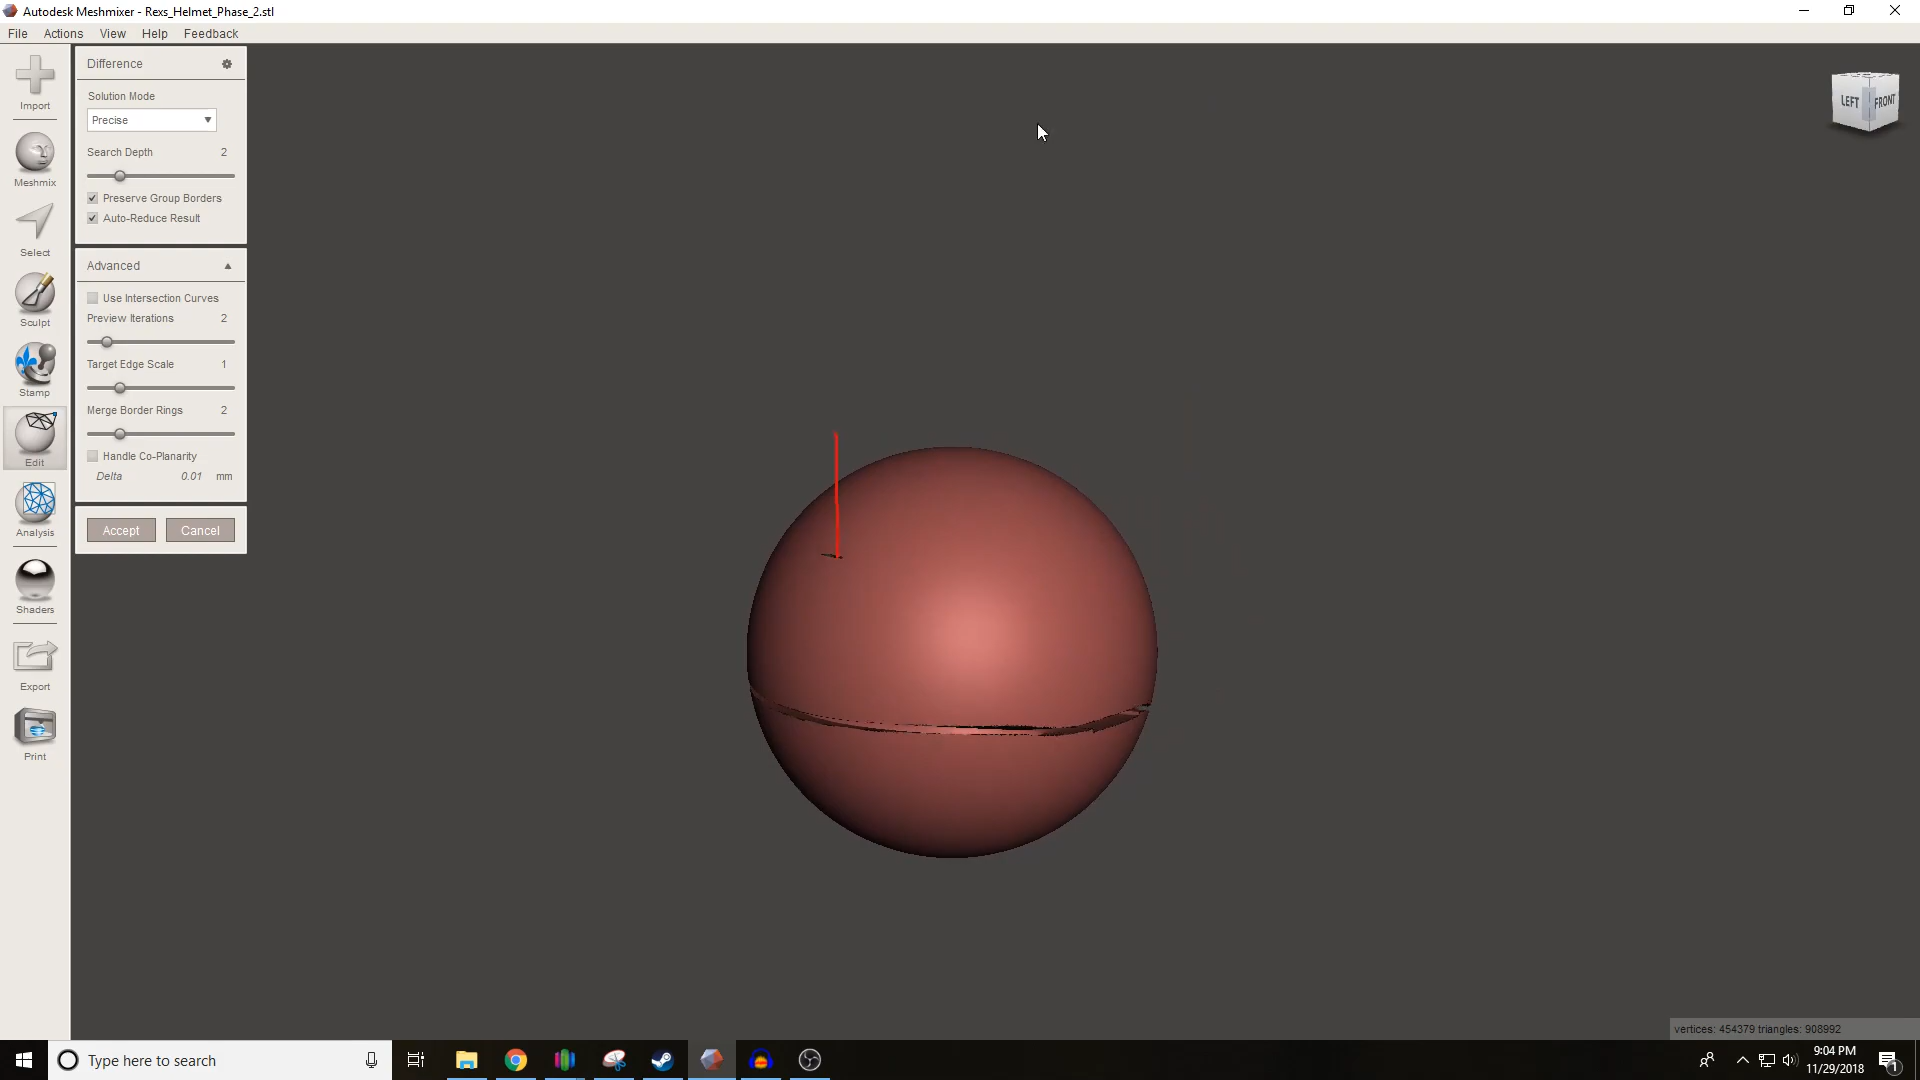 Autodesk Meshmixer - Rexs_Helmet_Phase_2.stl
File Actions View Help Feedback
Import
Meshmix
Select
Sculpt
Stamp
Edit
Analysis
Shaders
Export
Print
Difference
Solution Mode
Precise
Search Depth 2
Preserve Group Borders
Auto-Reduce Result
Advanced
Use Intersection Curves
Preview Iterations 2
Target Edge Scale 1
Merge Border Rings 2
Handle Co-Planarity
Delta 0.01 mm
Accept Cancel
LEFT FRONT
vertices: 454379 triangles: 908992
Type here to search
9:04 PM
11/29/2018
1